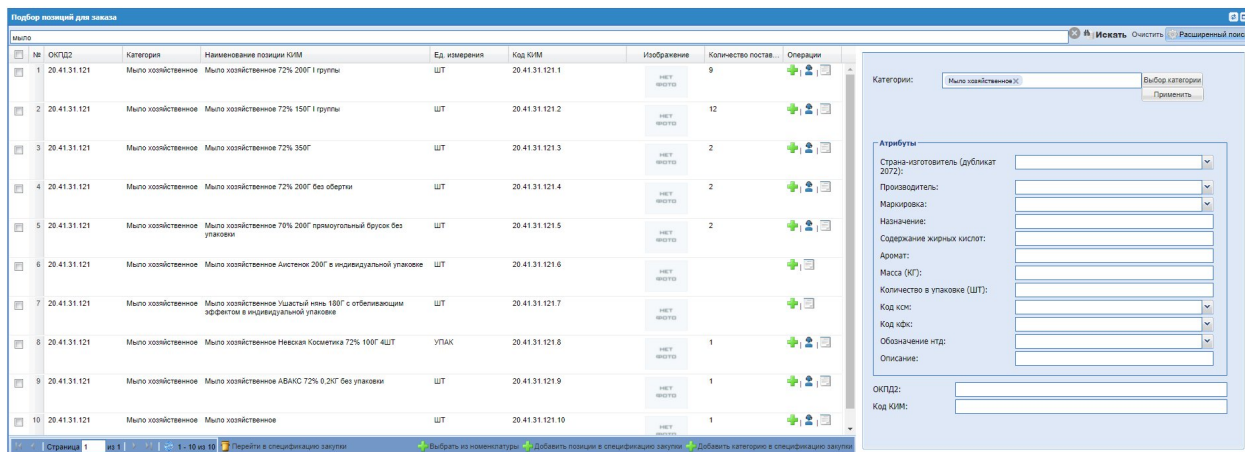 Подбор позиций для заказа
мыло
Искать Очистить Расширенный поис
№ ОКПД2 Категория Наименование позиции КИМ Ед. измерения Код КИМ Изображение Количество постав... Операции
1 20.41.31.121 Мыло хозяйственное Мыло хозяйственное 72% 200Г I группы ШТ 20.41.31.121.1 НЕТ ФОТО 9
2 20.41.31.121 Мыло хозяйственное Мыло хозяйственное 72% 150Г I группы ШТ 20.41.31.121.2 НЕТ ФОТО 12
3 20.41.31.121 Мыло хозяйственное Мыло хозяйственное 72% 350Г ШТ 20.41.31.121.3 НЕТ ФОТО 2
4 20.41.31.121 Мыло хозяйственное Мыло хозяйственное 72% 200Г без обертки ШТ 20.41.31.121.4 НЕТ ФОТО 2
5 20.41.31.121 Мыло хозяйственное Мыло хозяйственное 70% 200Г прямоугольный брусок без ШТ 20.41.31.121.5 НЕТ ФОТО 2
упаковки
6 20.41.31.121 Мыло хозяйственное Мыло хозяйственное Аистенок 200Г в индивидуальной упаковке ШТ 20.41.31.121.6 НЕТ ФОТО
7 20.41.31.121 Мыло хозяйственное Мыло хозяйственное Ушастый нянь 180Г с отбеливающим ШТ 20.41.31.121.7 НЕТ ФОТО
эффектом в индивидуальной упаковке
8 20.41.31.121 Мыло хозяйственное Мыло хозяйственное Невская Косметика 72% 100Г 4ШТ УПАК 20.41.31.121.8 НЕТ ФОТО 1
9 20.41.31.121 Мыло хозяйственное Мыло хозяйственное АВАКС 72% 0,2КГ без упаковки ШТ 20.41.31.121.9 НЕТ ФОТО 1
10 20.41.31.121 Мыло хозяйственное Мыло хозяйственное ШТ 20.41.31.121.10 НЕТ ФОТО 1
Страница 1 из 1 1 - 10 из 10 Перейти в спецификацию закупки Выбрать из номенклатуры Добавить позиции в спецификацию закупки Добавить категорию в спецификацию закупки
Категории: Мыло хозяйственное Выбор категории
Применить
Атрибуты
Страна-изготовитель (дубликат
2072):
Производитель:
Маркировка:
Назначение:
Содержание жирных кислот:
Аромат:
Масса (КГ):
Количество в упаковке (ШТ):
Код ксм:
Код кфк:
Обозначение нтд:
Описание:
ОКПД2:
Код КИМ: